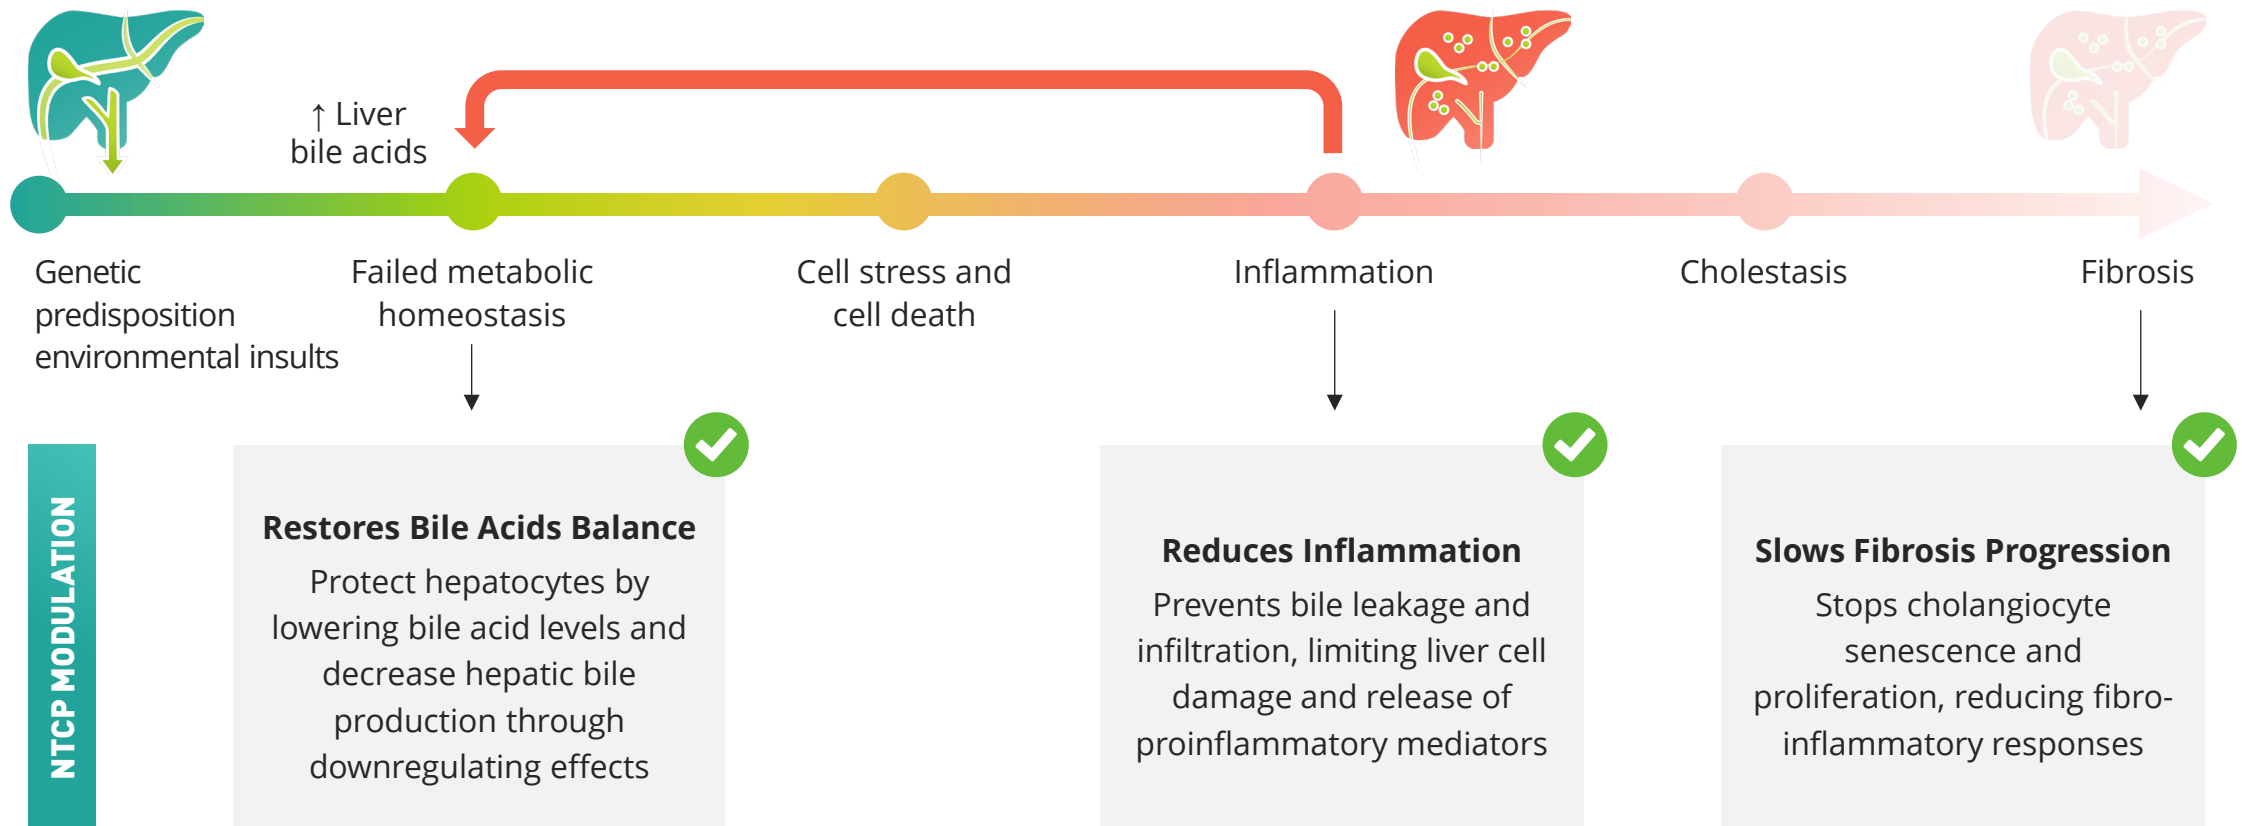 ↑ Liver
bile acids
Genetic
predisposition
environmental insults
Failed metabolic
homeostasis
Cell stress and
cell death
Inflammation
Cholestasis
Fibrosis
NTCP MODULATION
Restores Bile Acids Balance
Protect hepatocytes by
lowering bile acid levels and
decrease hepatic bile
production through
downregulating effects
Reduces Inflammation
Prevents bile leakage and
infiltration, limiting liver cell
damage and release of
proinflammatory mediators
Slows Fibrosis Progression
Stops cholangiocyte
senescence and
proliferation, reducing fibro-
inflammatory responses